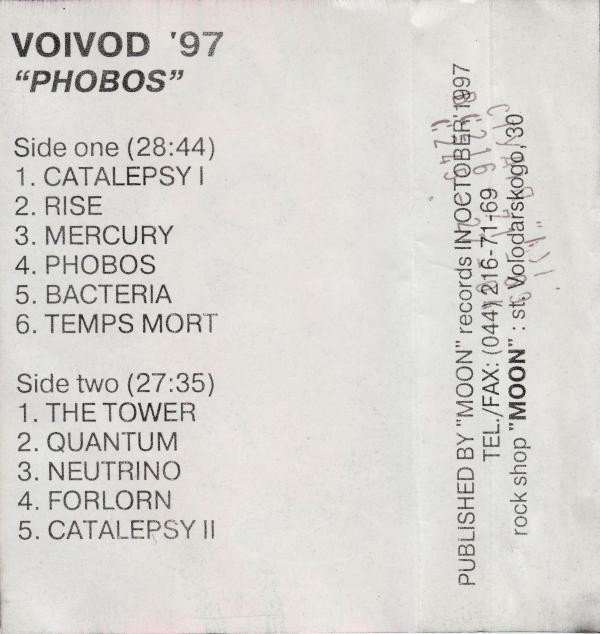 VOIVOD '97
“PHOBOS”
Side one (28:44)
1. CATALEPSY I
2. RISE
3. MERCURY
4. PHOBOS
5. BACTERIA
6. TEMPS MORT
Side two (27:35)
1. THE TOWER
2. QUANTUM
3. NEUTRINO
4. FORLORN
5. CATALEPSY II
PUBLISHED BY "MOON" records IN OCTOBER'1997
TEL./FAX: (044) 216-71-69
rock shop "MOON" : str. Volodarskogo, 30